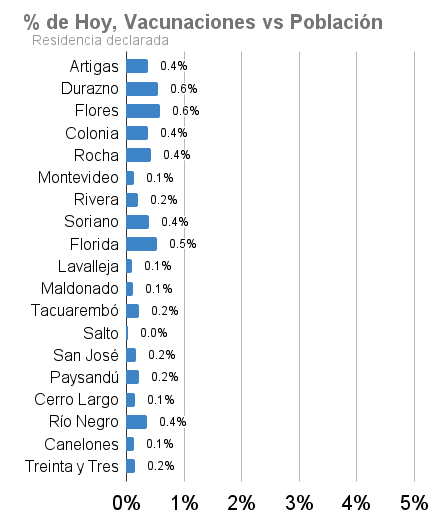 % de Hoy, Vacunaciones vs Población
Residencia declarada
Artigas 0.4%
Durazno 0.6%
Flores 0.6%
Colonia 0.4%
Rocha 0.4%
Montevideo 0.1%
Rivera 0.2%
Soriano 0.4%
Florida 0.5%
Lavalleja 0.1%
Maldonado 0.1%
Tacuarembó 0.2%
Salto 0.0%
San José 0.2%
Paysandú 0.2%
Cerro Largo 0.1%
Río Negro 0.4%
Canelones 0.1%
Treinta y Tres 0.2%
0% 1% 2% 3% 4% 5%